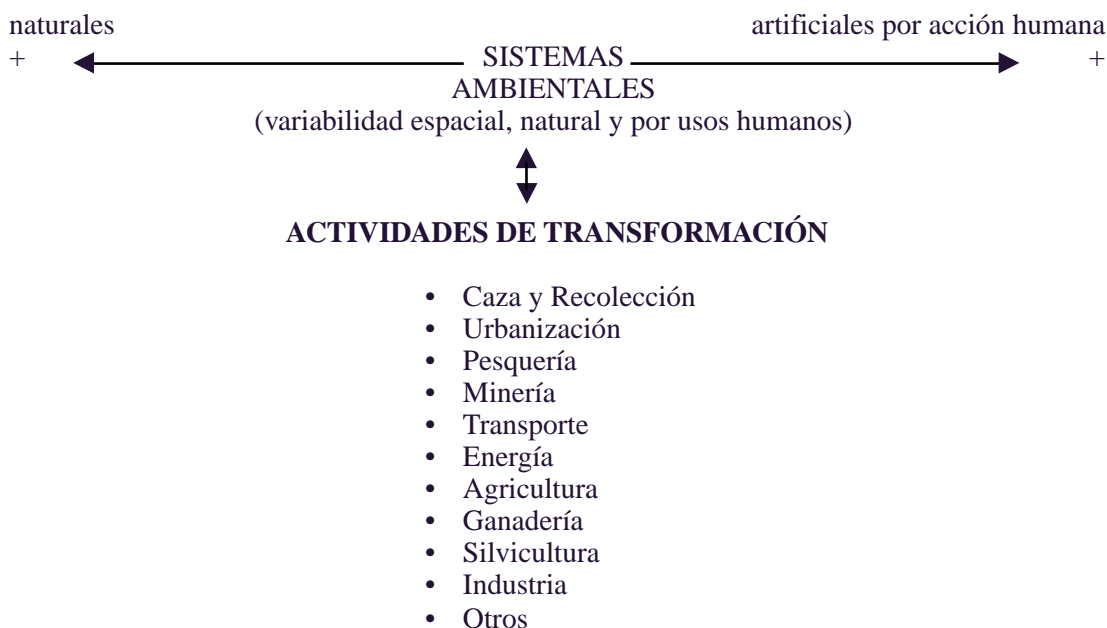 naturales artificiales por acción humana
+ SISTEMAS +
AMBIENTALES
(variabilidad espacial, natural y por usos humanos)
ACTIVIDADES DE TRANSFORMACIÓN
• Caza y Recolección
• Urbanización
• Pesquería
• Minería
• Transporte
• Energía
• Agricultura
• Ganadería
• Silvicultura
• Industria
• Otros